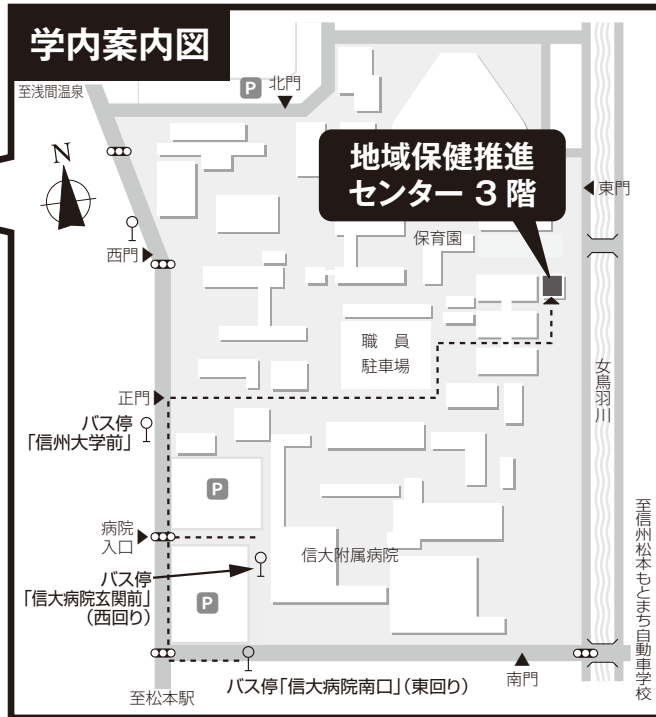 学内案内図
至浅間温泉
P
北門
N
地域保健推進
センター 3 階
東門
保育園
西門
職 員
駐車場
女鳥羽川
正門
バス停
「信州大学前」
P
病院
入口
信大附属病院
バス停
「信大病院玄関前」
(西回り)
P
至信州松本もとまち自動車学校
バス停「信大病院南口」(東回り)
南門
至松本駅